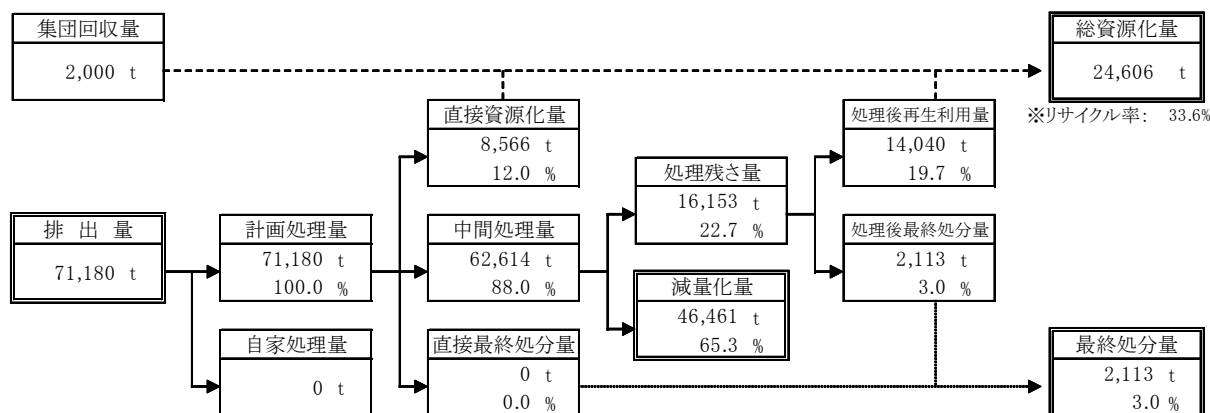 集団回収量
2,000 t
総資源化量
24,606 t
※リサイクル率: 33.6%
直接資源化量
8,566 t
12.0 %
処理後再生利用量
14,040 t
19.7 %
処理残さ量
16,153 t
22.7 %
排 出 量
71,180 t
計画処理量
71,180 t
100.0 %
中間処理量
62,614 t
88.0 %
処理後最終処分量
2,113 t
3.0 %
減量化量
46,461 t
65.3 %
自家処理量
0 t
直接最終処分量
0 t
0.0 %
最終処分量
2,113 t
3.0 %